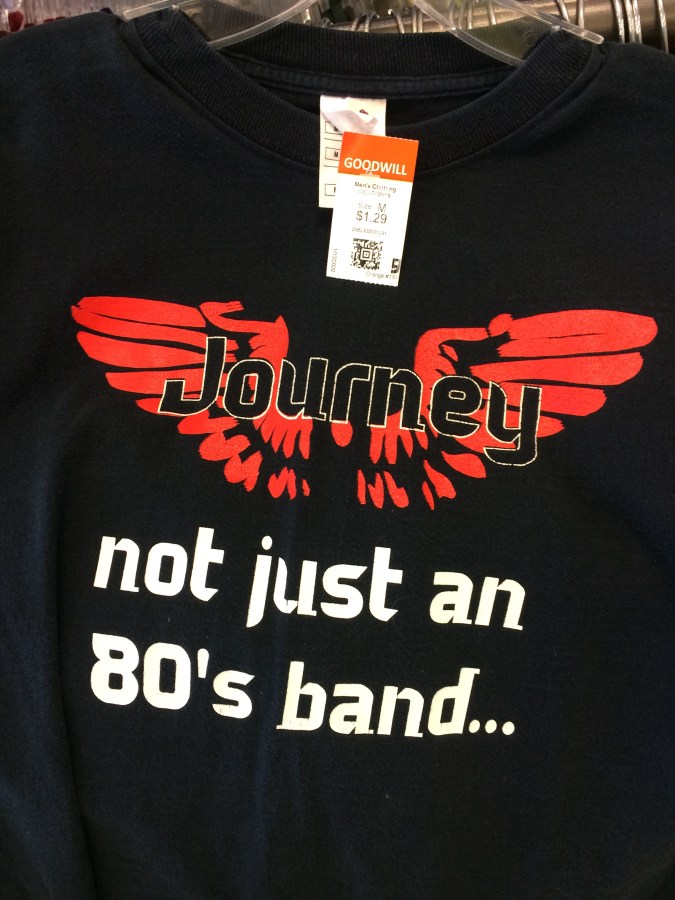 GOODWILL
Men's Clothing
Size M
$1.29
Journey
not just an
80's band...